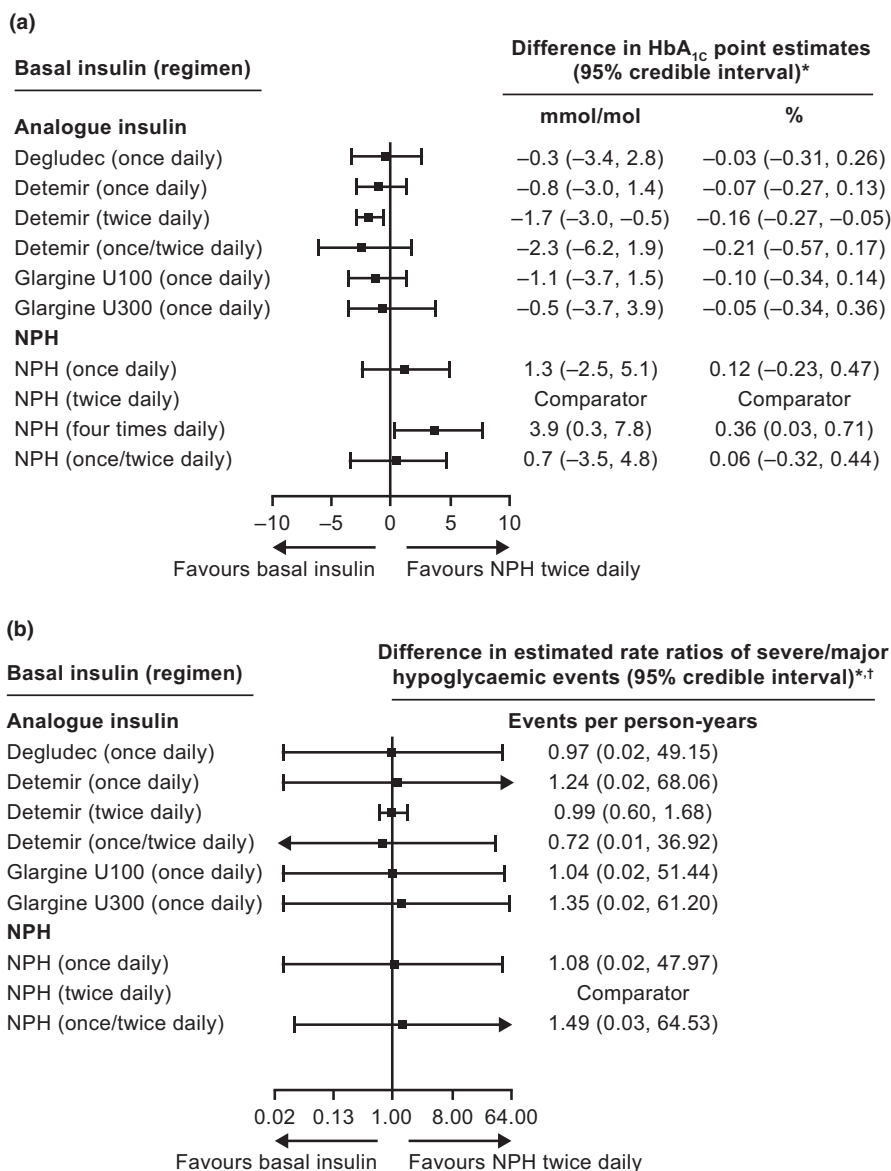 (a)
Basal insulin (regimen)
Difference in HbA1C point estimates
(95% credible interval)*
mmol/mol %
Analogue insulin
Degludec (once daily) –0.3 (–3.4, 2.8) –0.03 (–0.31, 0.26)
Detemir (once daily) –0.8 (–3.0, 1.4) –0.07 (–0.27, 0.13)
Detemir (twice daily) –1.7 (–3.0, –0.5) –0.16 (–0.27, –0.05)
Detemir (once/twice daily) –2.3 (–6.2, 1.9) –0.21 (–0.57, 0.17)
Glargine U100 (once daily) –1.1 (–3.7, 1.5) –0.10 (–0.34, 0.14)
Glargine U300 (once daily) –0.5 (–3.7, 3.9) –0.05 (–0.34, 0.36)
NPH
NPH (once daily) 1.3 (–2.5, 5.1) 0.12 (–0.23, 0.47)
NPH (twice daily) Comparator Comparator
NPH (four times daily) 3.9 (0.3, 7.8) 0.36 (0.03, 0.71)
NPH (once/twice daily) 0.7 (–3.5, 4.8) 0.06 (–0.32, 0.44)
–10 –5 0 5 10
Favours basal insulin Favours NPH twice daily
(b)
Basal insulin (regimen)
Difference in estimated rate ratios of severe/major
hypoglycaemic events (95% credible interval)*,†
Analogue insulin Events per person-years
Degludec (once daily) 0.97 (0.02, 49.15)
Detemir (once daily) 1.24 (0.02, 68.06)
Detemir (twice daily) 0.99 (0.60, 1.68)
Detemir (once/twice daily) 0.72 (0.01, 36.92)
Glargine U100 (once daily) 1.04 (0.02, 51.44)
Glargine U300 (once daily) 1.35 (0.02, 61.20)
NPH
NPH (once daily) 1.08 (0.02, 47.97)
NPH (twice daily) Comparator
NPH (once/twice daily) 1.49 (0.03, 64.53)
0.02 0.13 1.00 8.00 64.00
Favours basal insulin Favours NPH twice daily